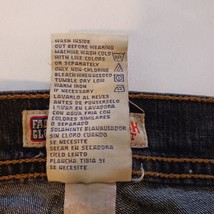 WASH INSIDE
OUT BEFORE WEARING
MACHINE WASH COLD
WITH LIKE COLORS
OR SEPARATELY
ONLY NON-CHLORINE
BLEACH WHEN NEEDED
TUMBLE DRY LOW
WARM IRON
IF NECESSARY
LAVARLO AL REVES
ANTES DE PONERSELO
LAVAR EN LAVADORA
CON AGUA FRIA CON
COLORES SIMILARES
O SEPARADO
SOLAMENTE BLANQUEADOR
SIN CLORO CUANDO
SE NECESITE
SECAR EN SECADORA
CICLO LENTO
PLANCHA TIBIA SI
SE NECESITE
FA
GL